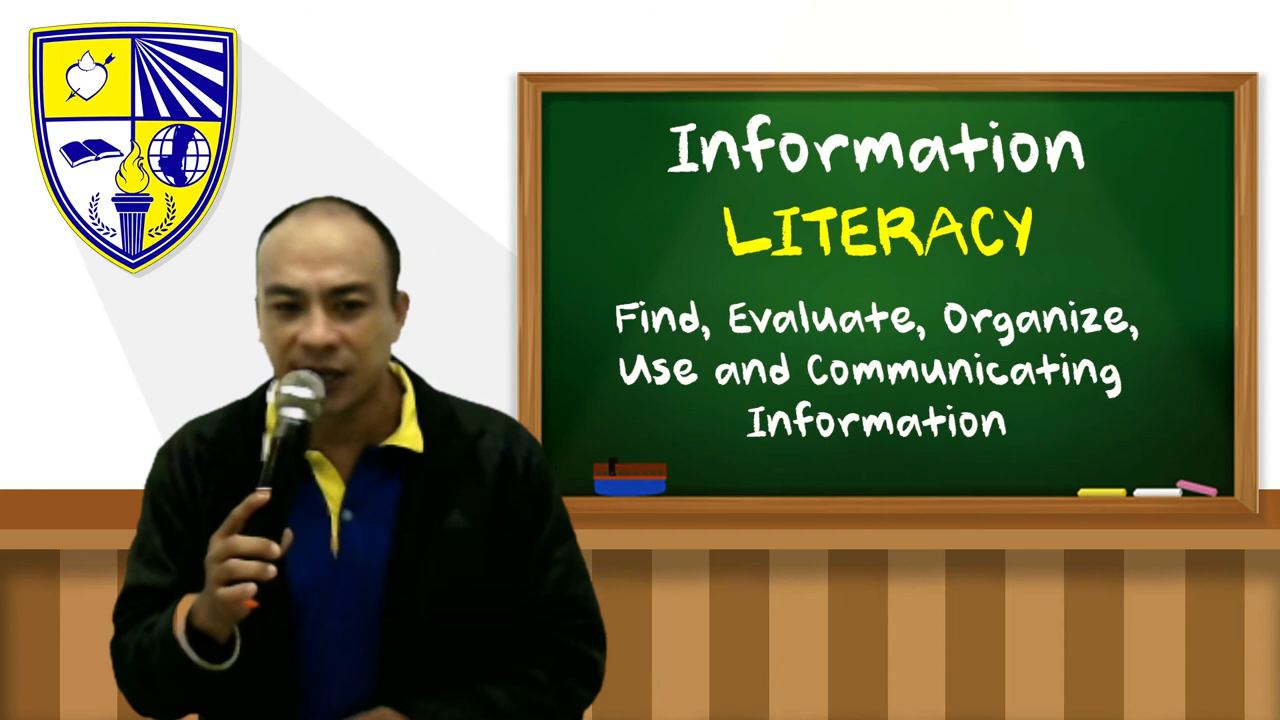 Information
LITERACY
Find, Evaluate, Organize,
Use and Communicating
Information